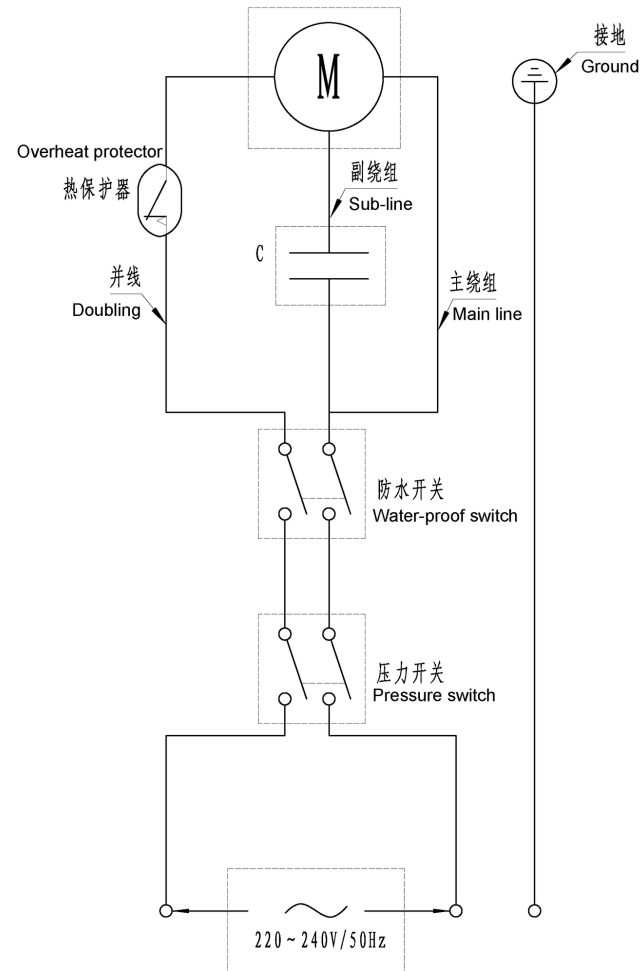 接地
Ground
M
Overheat protector
热保护器
副绕组
Sub-line
C
并线
Doubling
主绕组
Main line
防水开关
Water-proof switch
压力开关
Pressure switch
220～240V/50Hz